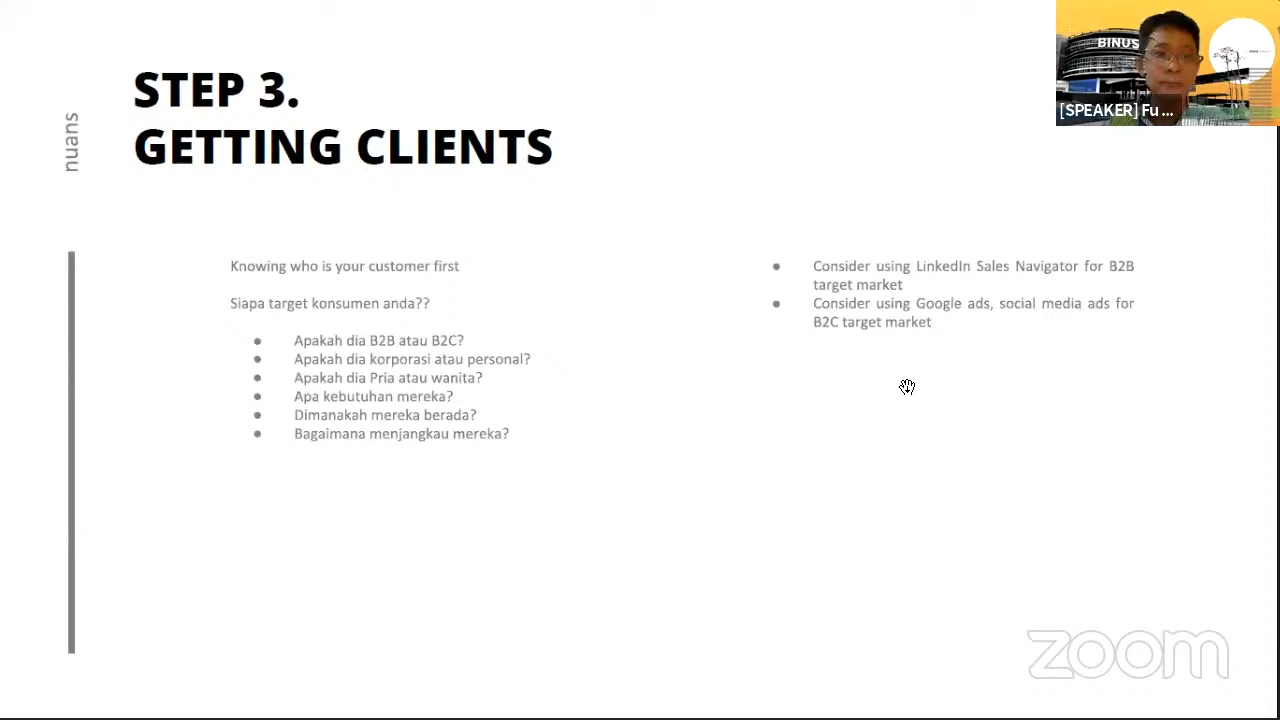 STEP 3.
GETTING CLIENTS
nuans
Knowing who is your customer first
Siapa target konsumen anda??
● Apakah dia B2B atau B2C?
● Apakah dia korporasi atau personal?
● Apakah dia Pria atau wanita?
● Apa kebutuhan mereka?
● Dimanakah mereka berada?
● Bagaimana menjangkau mereka?
● Consider using LinkedIn Sales Navigator for B2B
target market
● Consider using Google ads, social media ads for
B2C target market
BINUS
[SPEAKER] Fu ...
zoom